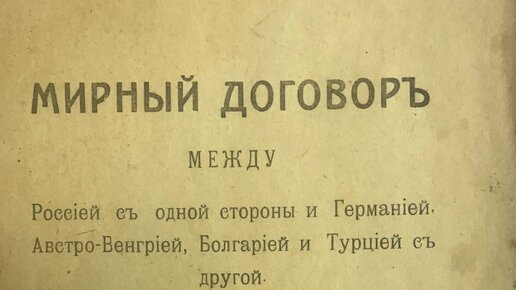 МИРНЫЙ ДОГОВОРЪ
МЕЖДУ
Россіей съ одной стороны и Германіей,
Австро-Венгріей, Болгаріей и Турціей съ
другой.